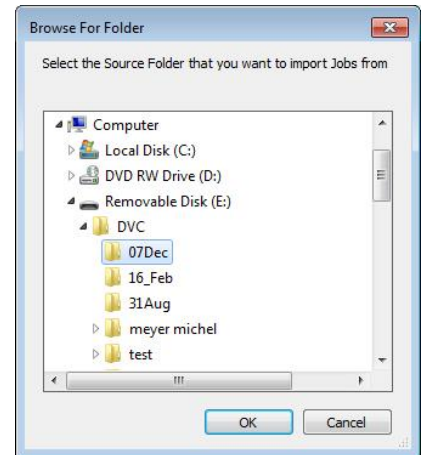 Browse For Folder
Select the Source Folder that you want to import Jobs from
Computer
Local Disk (C:)
DVD RW Drive (D:)
Removable Disk (E:)
DVC
07Dec
16_Feb
31Aug
meyer michel
test
OK
Cancel